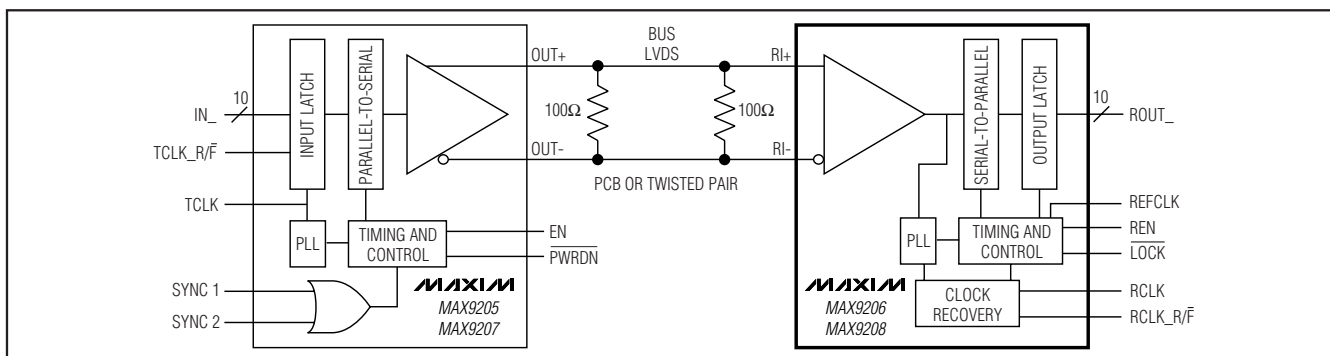 IN_
10
TCLK_R/F̅
TCLK
SYNC 1
SYNC 2
INPUT LATCH
PARALLEL-TO-SERIAL
PLL
TIMING AND
CONTROL
MAXIM
MAX9205
MAX9207
OUT+
OUT-
EN
P̅W̅R̅D̅N̅
BUS
LVDS
100Ω
100Ω
PCB OR TWISTED PAIR
RI+
RI-
SERIAL-TO-PARALLEL
OUTPUT LATCH
PLL
TIMING AND
CONTROL
CLOCK
RECOVERY
MAXIM
MAX9206
MAX9208
10
ROUT_
REFCLK
REN
L̅O̅C̅K̅
RCLK
RCLK_R/F̅